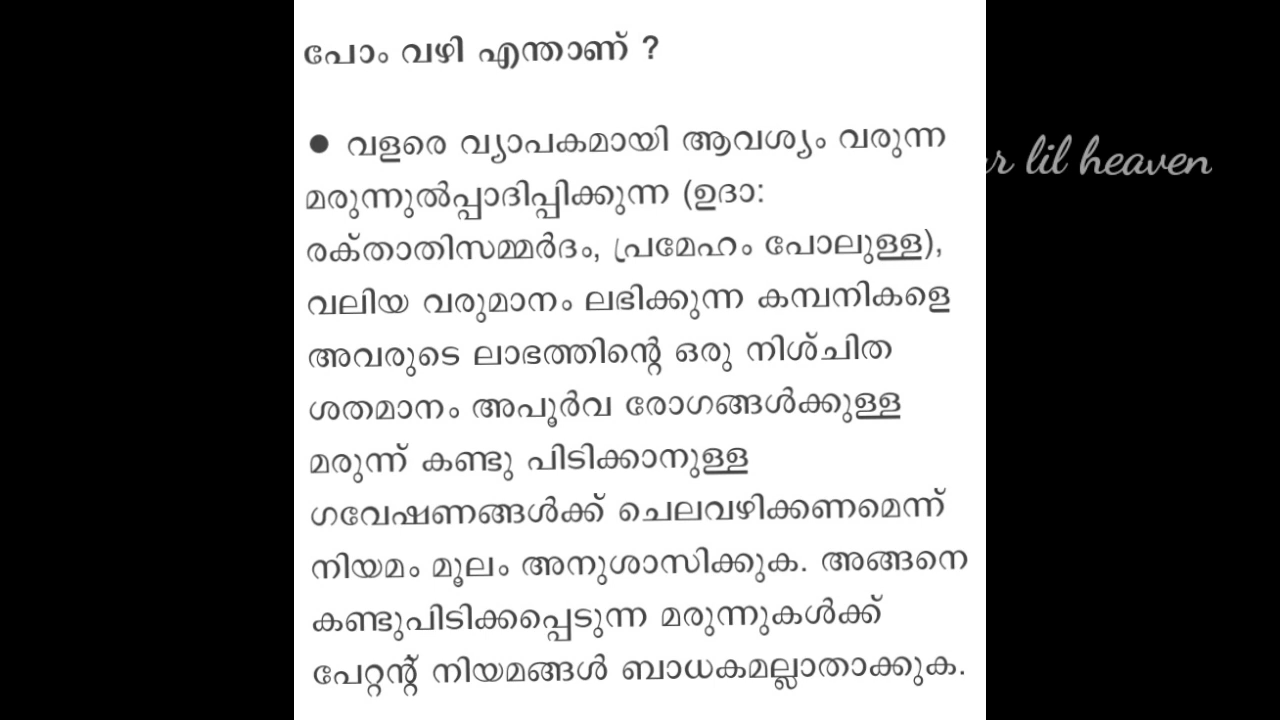 പോം വഴി എന്താണ് ?
● വളരെ വ്യാപകമായി ആവശ്യം വരുന്ന
മരുന്നുൽപ്പാദിപ്പിക്കുന്ന (ഉദാ:
രക്താതിസമ്മർദം, പ്രമേഹം പോലുള്ള),
വലിയ വരുമാനം ലഭിക്കുന്ന കമ്പനികളെ
അവരുടെ ലാഭത്തിന്റെ ഒരു നിശ്ചിത
ശതമാനം അപൂർവ രോഗങ്ങൾക്കുള്ള
മരുന്ന് കണ്ടു പിടിക്കാനുള്ള
ഗവേഷണങ്ങൾക്ക് ചെലവഴിക്കണമെന്ന്
നിയമം മൂലം അനുശാസിക്കുക. അങ്ങനെ
കണ്ടുപിടിക്കപ്പെടുന്ന മരുന്നുകൾക്ക്
പേറ്റന്റ് നിയമങ്ങൾ ബാധകമല്ലാതാക്കുക.
lil heaven